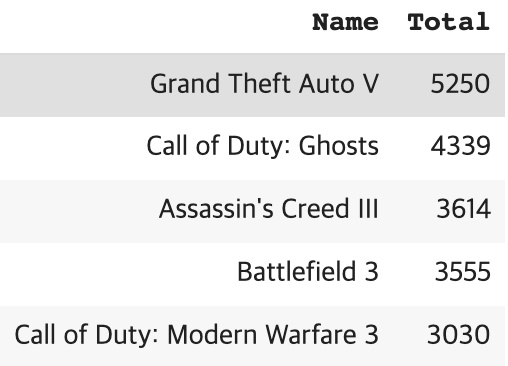 Name Total
Grand Theft Auto V 5250
Call of Duty: Ghosts 4339
Assassin's Creed III 3614
Battlefield 3 3555
Call of Duty: Modern Warfare 3 3030